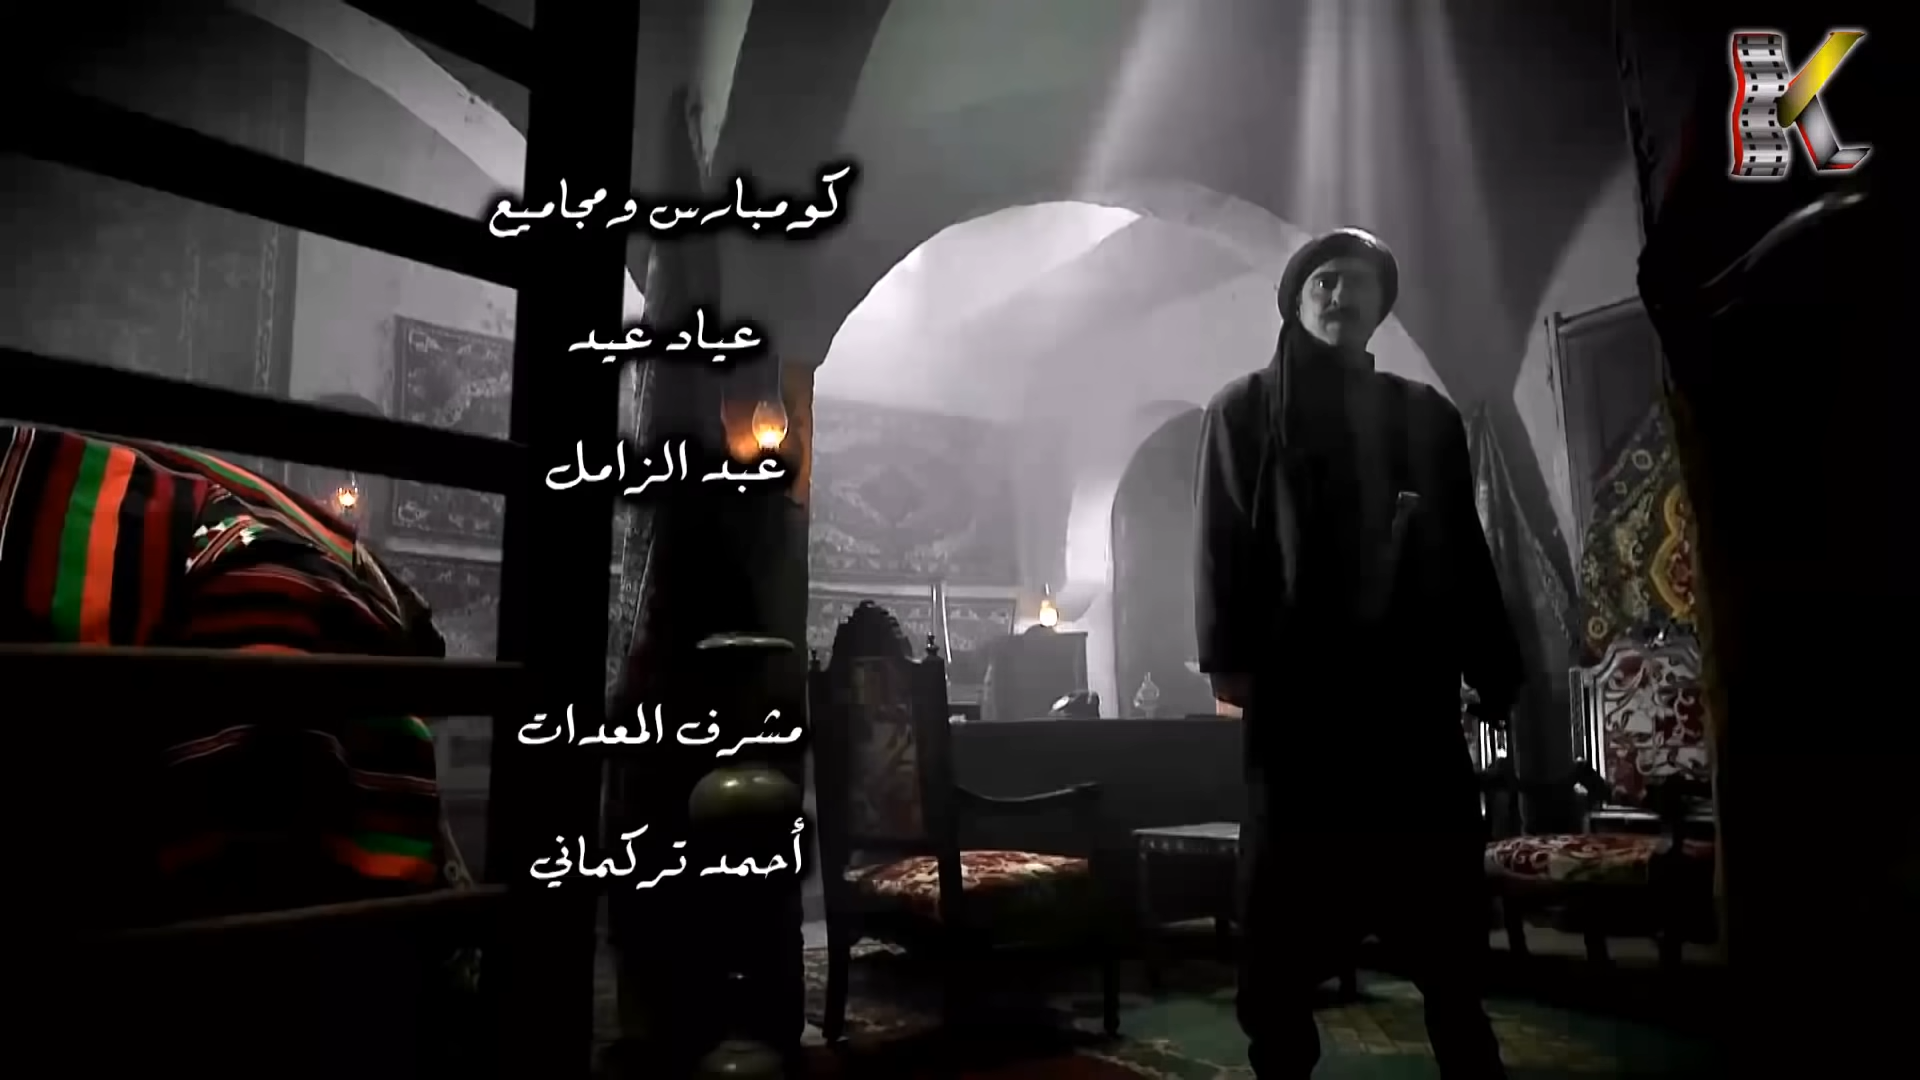 كومبارس ومجاميع
عياد عيد
عبد الزامل
مشرف المعدات
أحمد تركماني
K